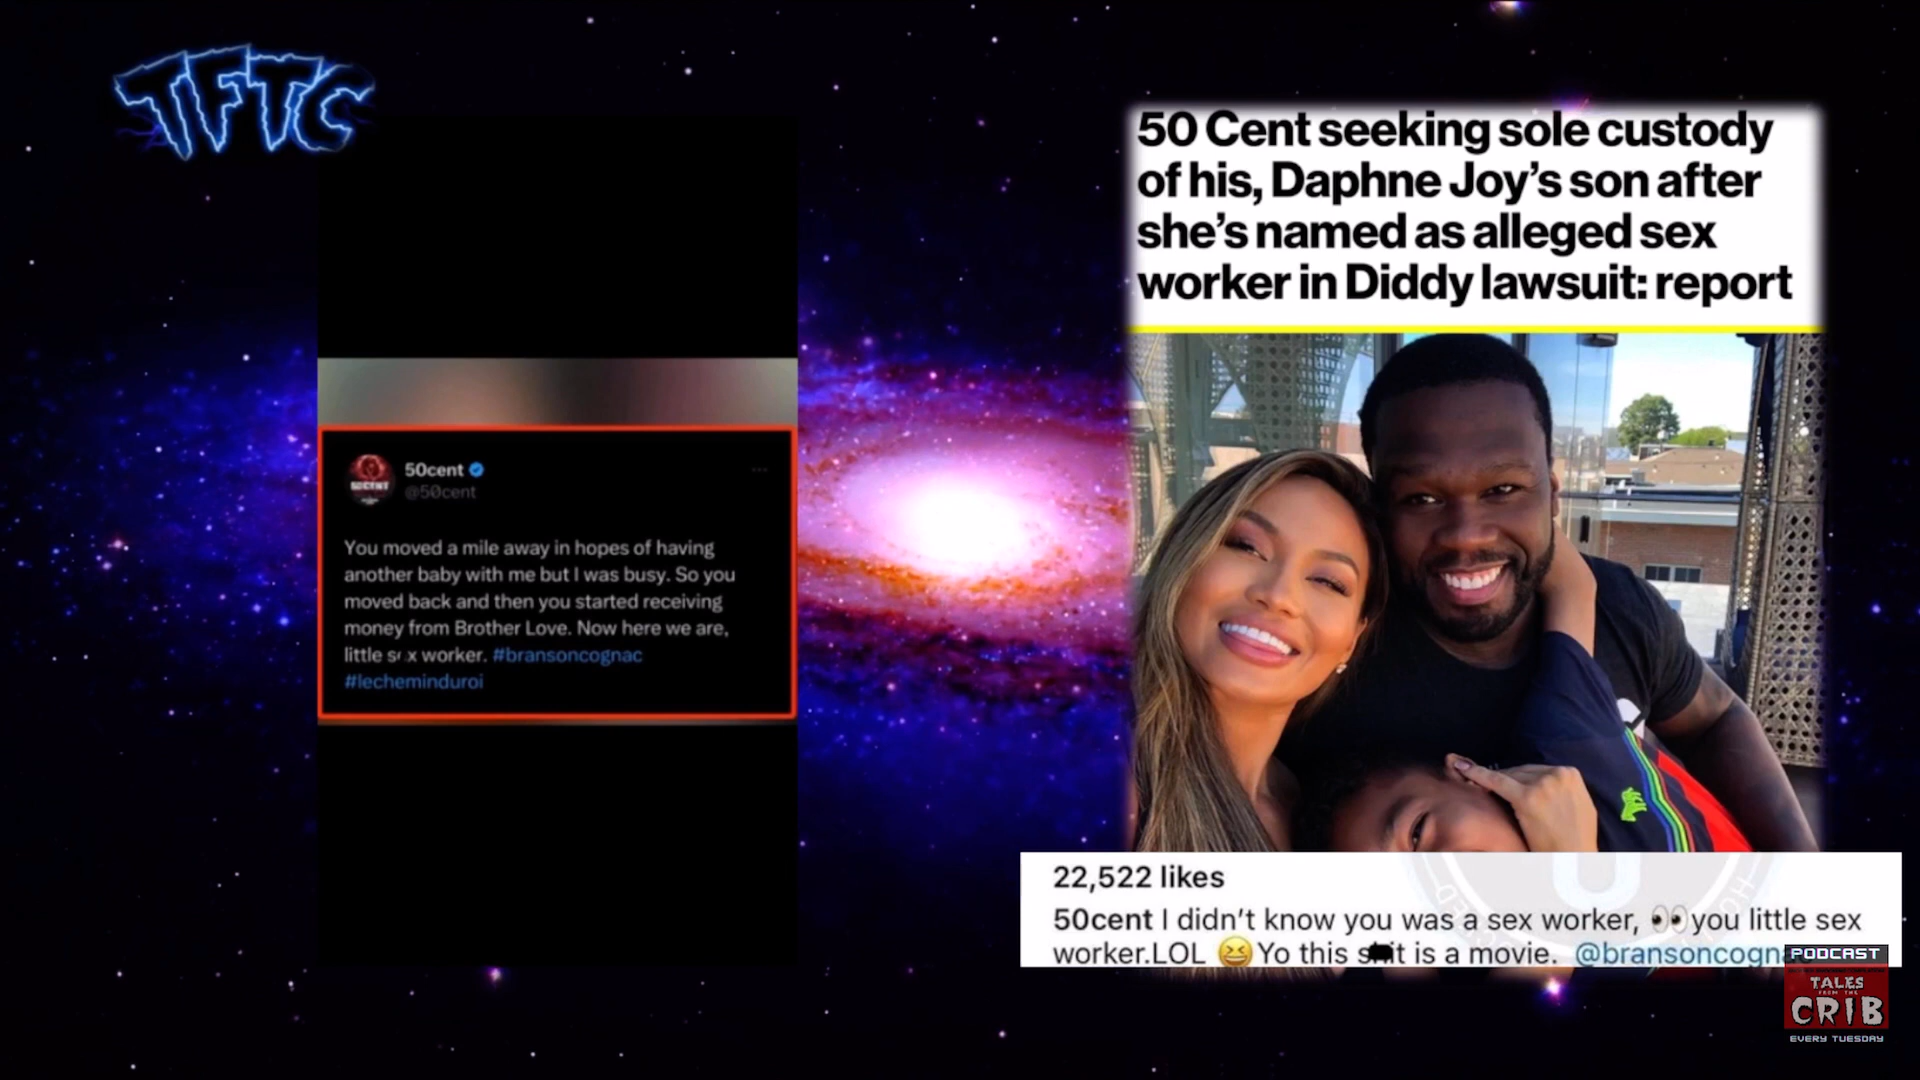 TFTC
50cent
@50cent
You moved a mile away in hopes of having
another baby with me but I was busy. So you
moved back and then you started receiving
money from Brother Love. Now here we are,
little s x worker. #bransoncognac
#lecheminduroi
50 Cent seeking sole custody
of his, Daphne Joy's son after
she's named as alleged sex
worker in Diddy lawsuit: report
22,522 likes
50cent I didn't know you was a sex worker, 👀you little sex
worker.LOL 😆 Yo this s it is a movie. @bransoncogna
PODCAST
TALES
FROM THE
CRIB
EVERY TUESDAY